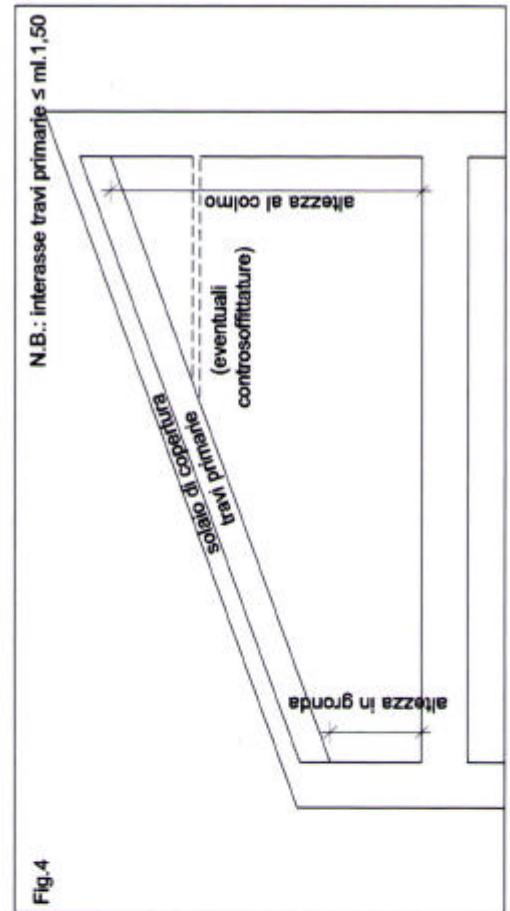 Fig.4
N.B.: interasse travi primarie ≤ ml.1,50
solaio di copertura
travi primarie
(eventuali
controsoffittature)
altezza al colmo
altezza in gronda